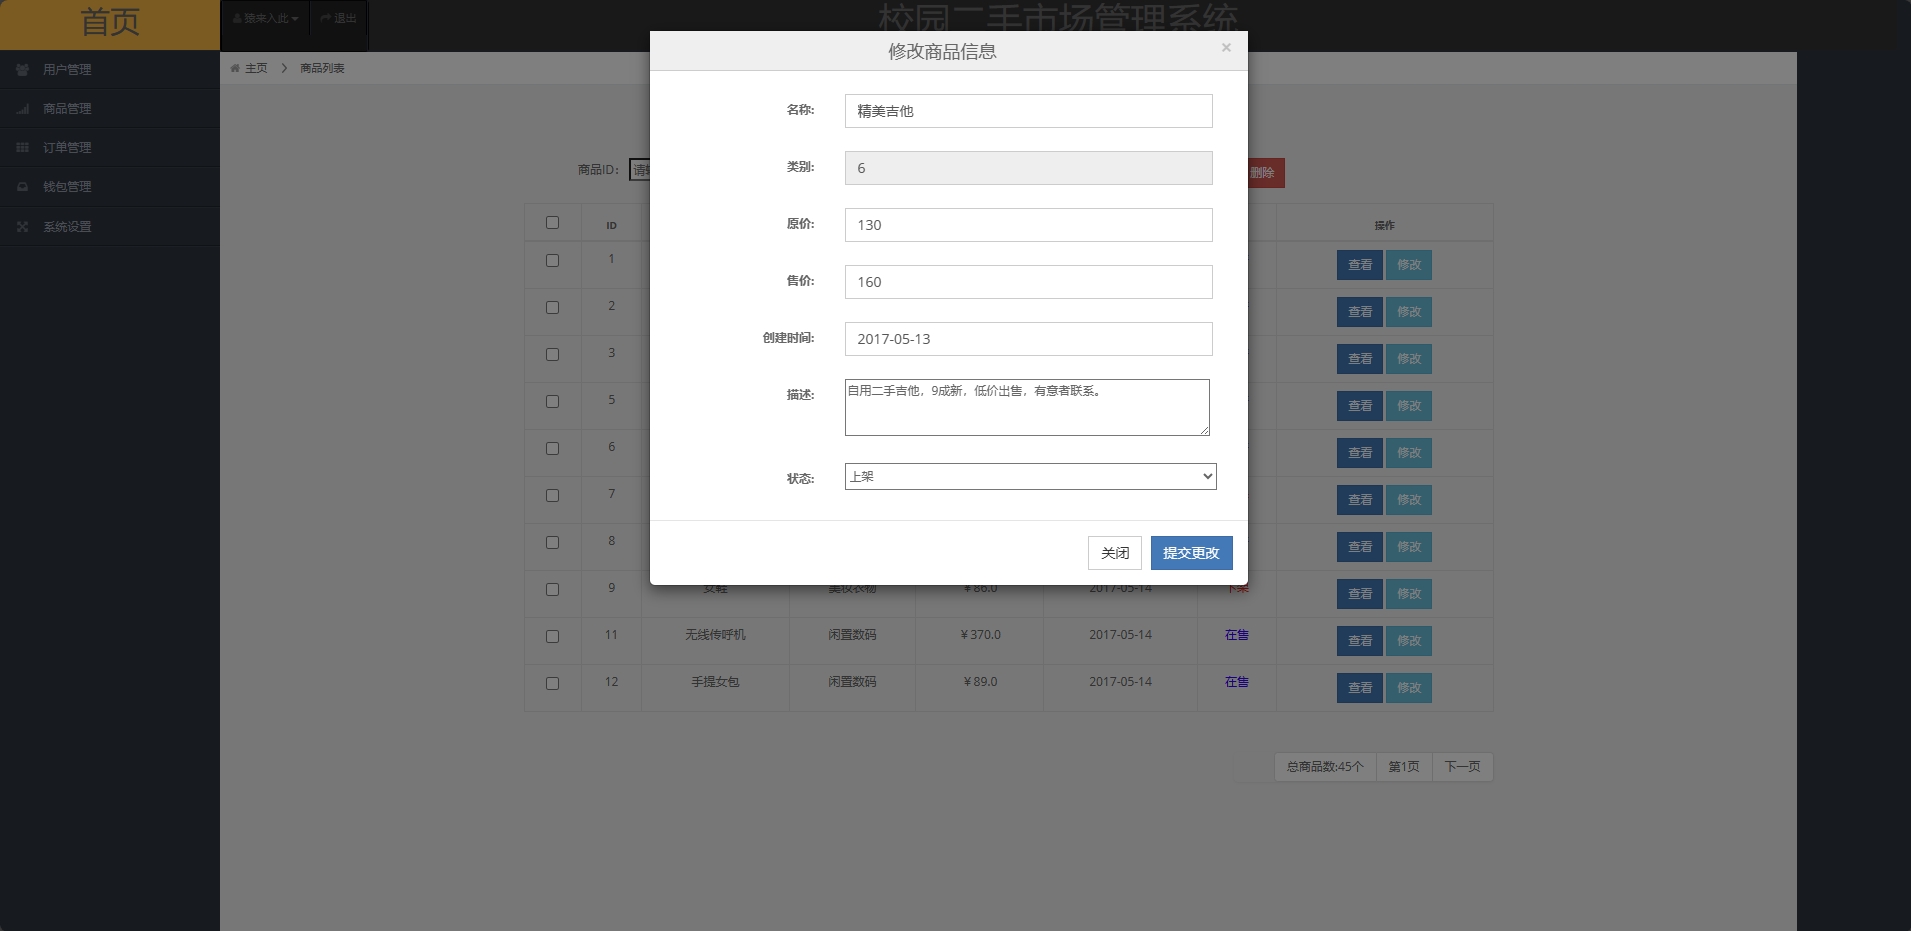 首页
猿来入此
退出
校园二手市场管理系统
用户管理
商品管理
订单管理
钱包管理
系统设置
主页 商品列表
修改商品信息 ×
名称: 精美吉他
类别: 6
原价: 130
售价: 160
创建时间: 2017-05-13
描述: 自用二手吉他，9成新，低价出售，有意者联系。
状态: 上架
关闭 提交更改
商品ID: 删除
ID 操作
1 查看 修改
2 查看 修改
3 查看 修改
5 查看 修改
6 查看 修改
7 查看 修改
8 查看 修改
9 女鞋 美妆衣物 ￥86.0 2017-05-14 下架 查看 修改
11 无线传呼机 闲置数码 ￥370.0 2017-05-14 在售 查看 修改
12 手提女包 闲置数码 ￥89.0 2017-05-14 在售 查看 修改
总商品数:45个 第1页 下一页